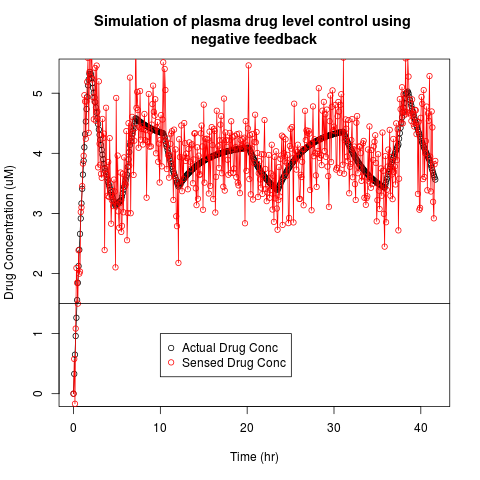 Simulation of plasma drug level control using
negative feedback
Drug Concentration (uM)
5
4
3
2
1
0
Actual Drug Conc
Sensed Drug Conc
0 10 20 30 40
Time (hr)